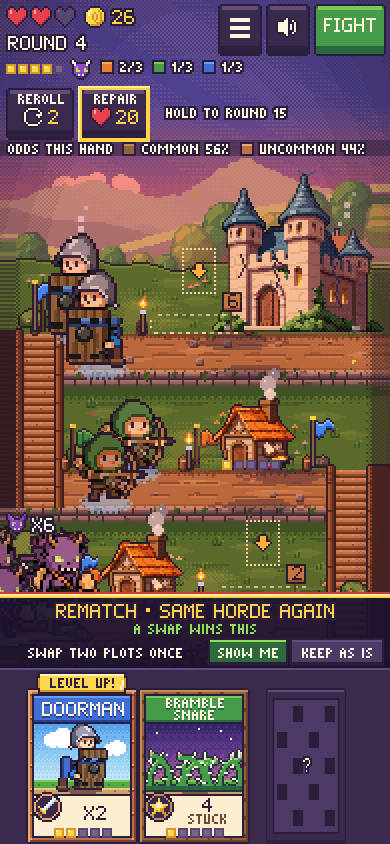 26
ROUND 4
FIGHT
2/3 1/3 1/3
REROLL
2
REPAIR
20
HOLD TO ROUND 15
ODDS THIS HAND COMMON 56% UNCOMMON 44%
6
X6
2
REMATCH · SAME HORDE AGAIN
A SWAP WINS THIS
SWAP TWO PLOTS ONCE
SHOW ME
KEEP AS IS
LEVEL UP!
DOORMAN
X2
BRAMBLE
SNARE
4
STUCK
?